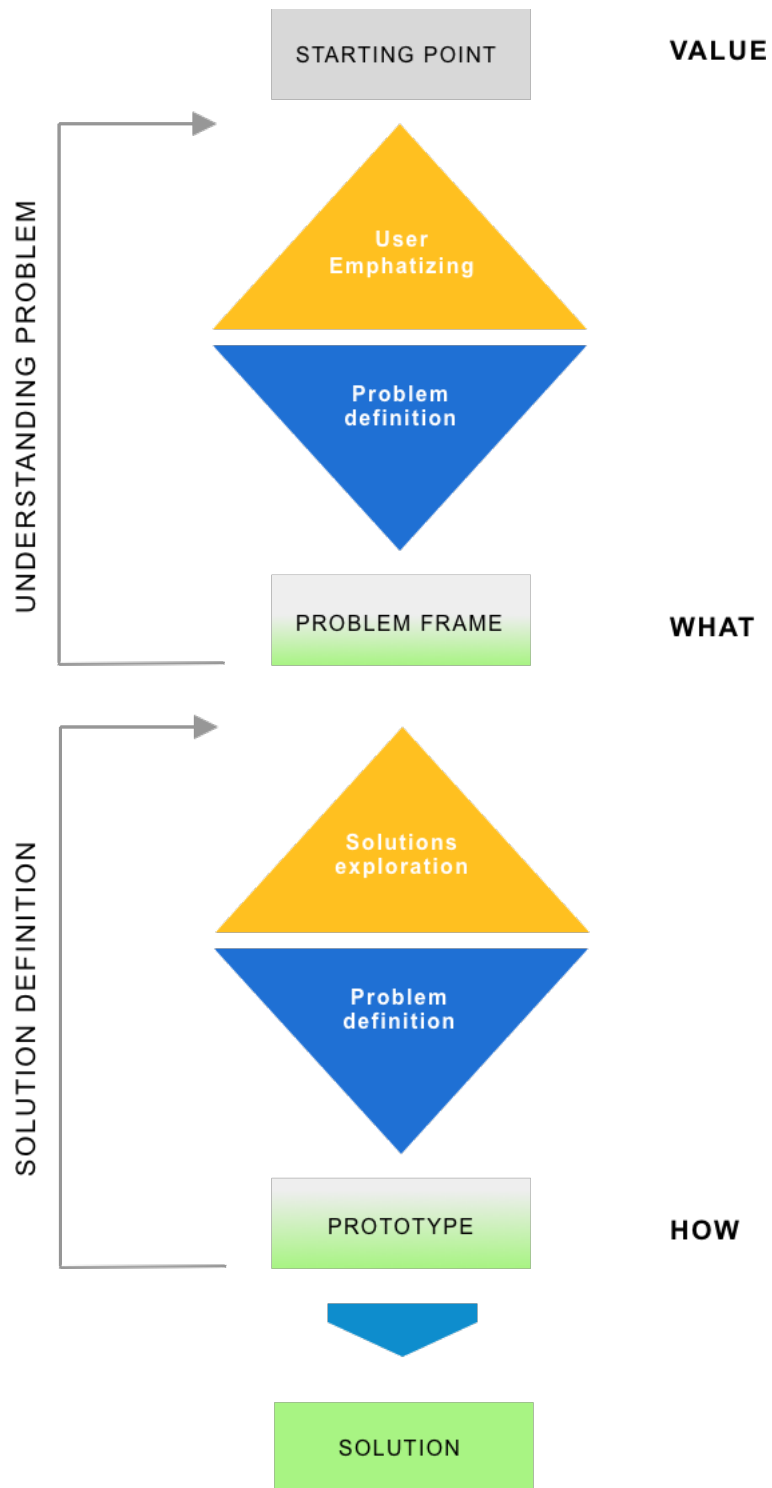 STARTING POINT
VALUE
UNDERSTANDING PROBLEM
User
Emphatizing
Problem
definition
PROBLEM FRAME
WHAT
SOLUTION DEFINITION
Solutions
exploration
Problem
definition
PROTOTYPE
HOW
SOLUTION